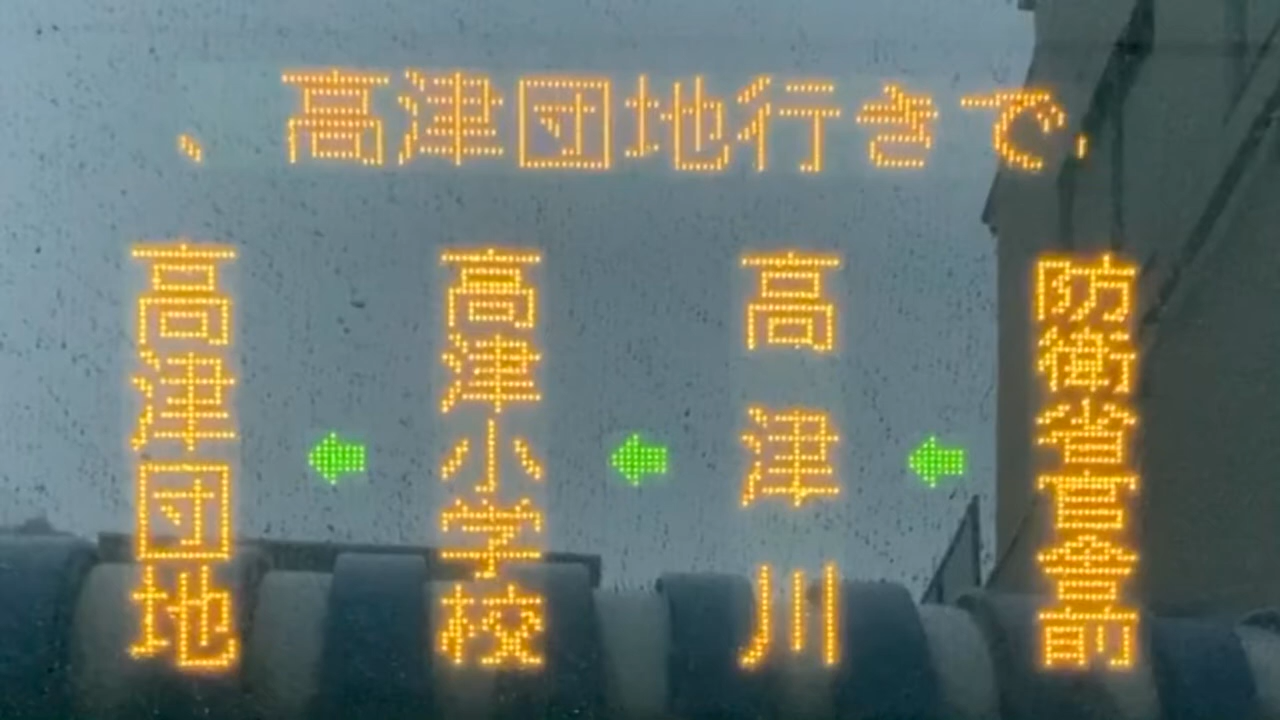 、高津団地行きで、
防衛省官舎前
高津川
高津小学校
高津団地